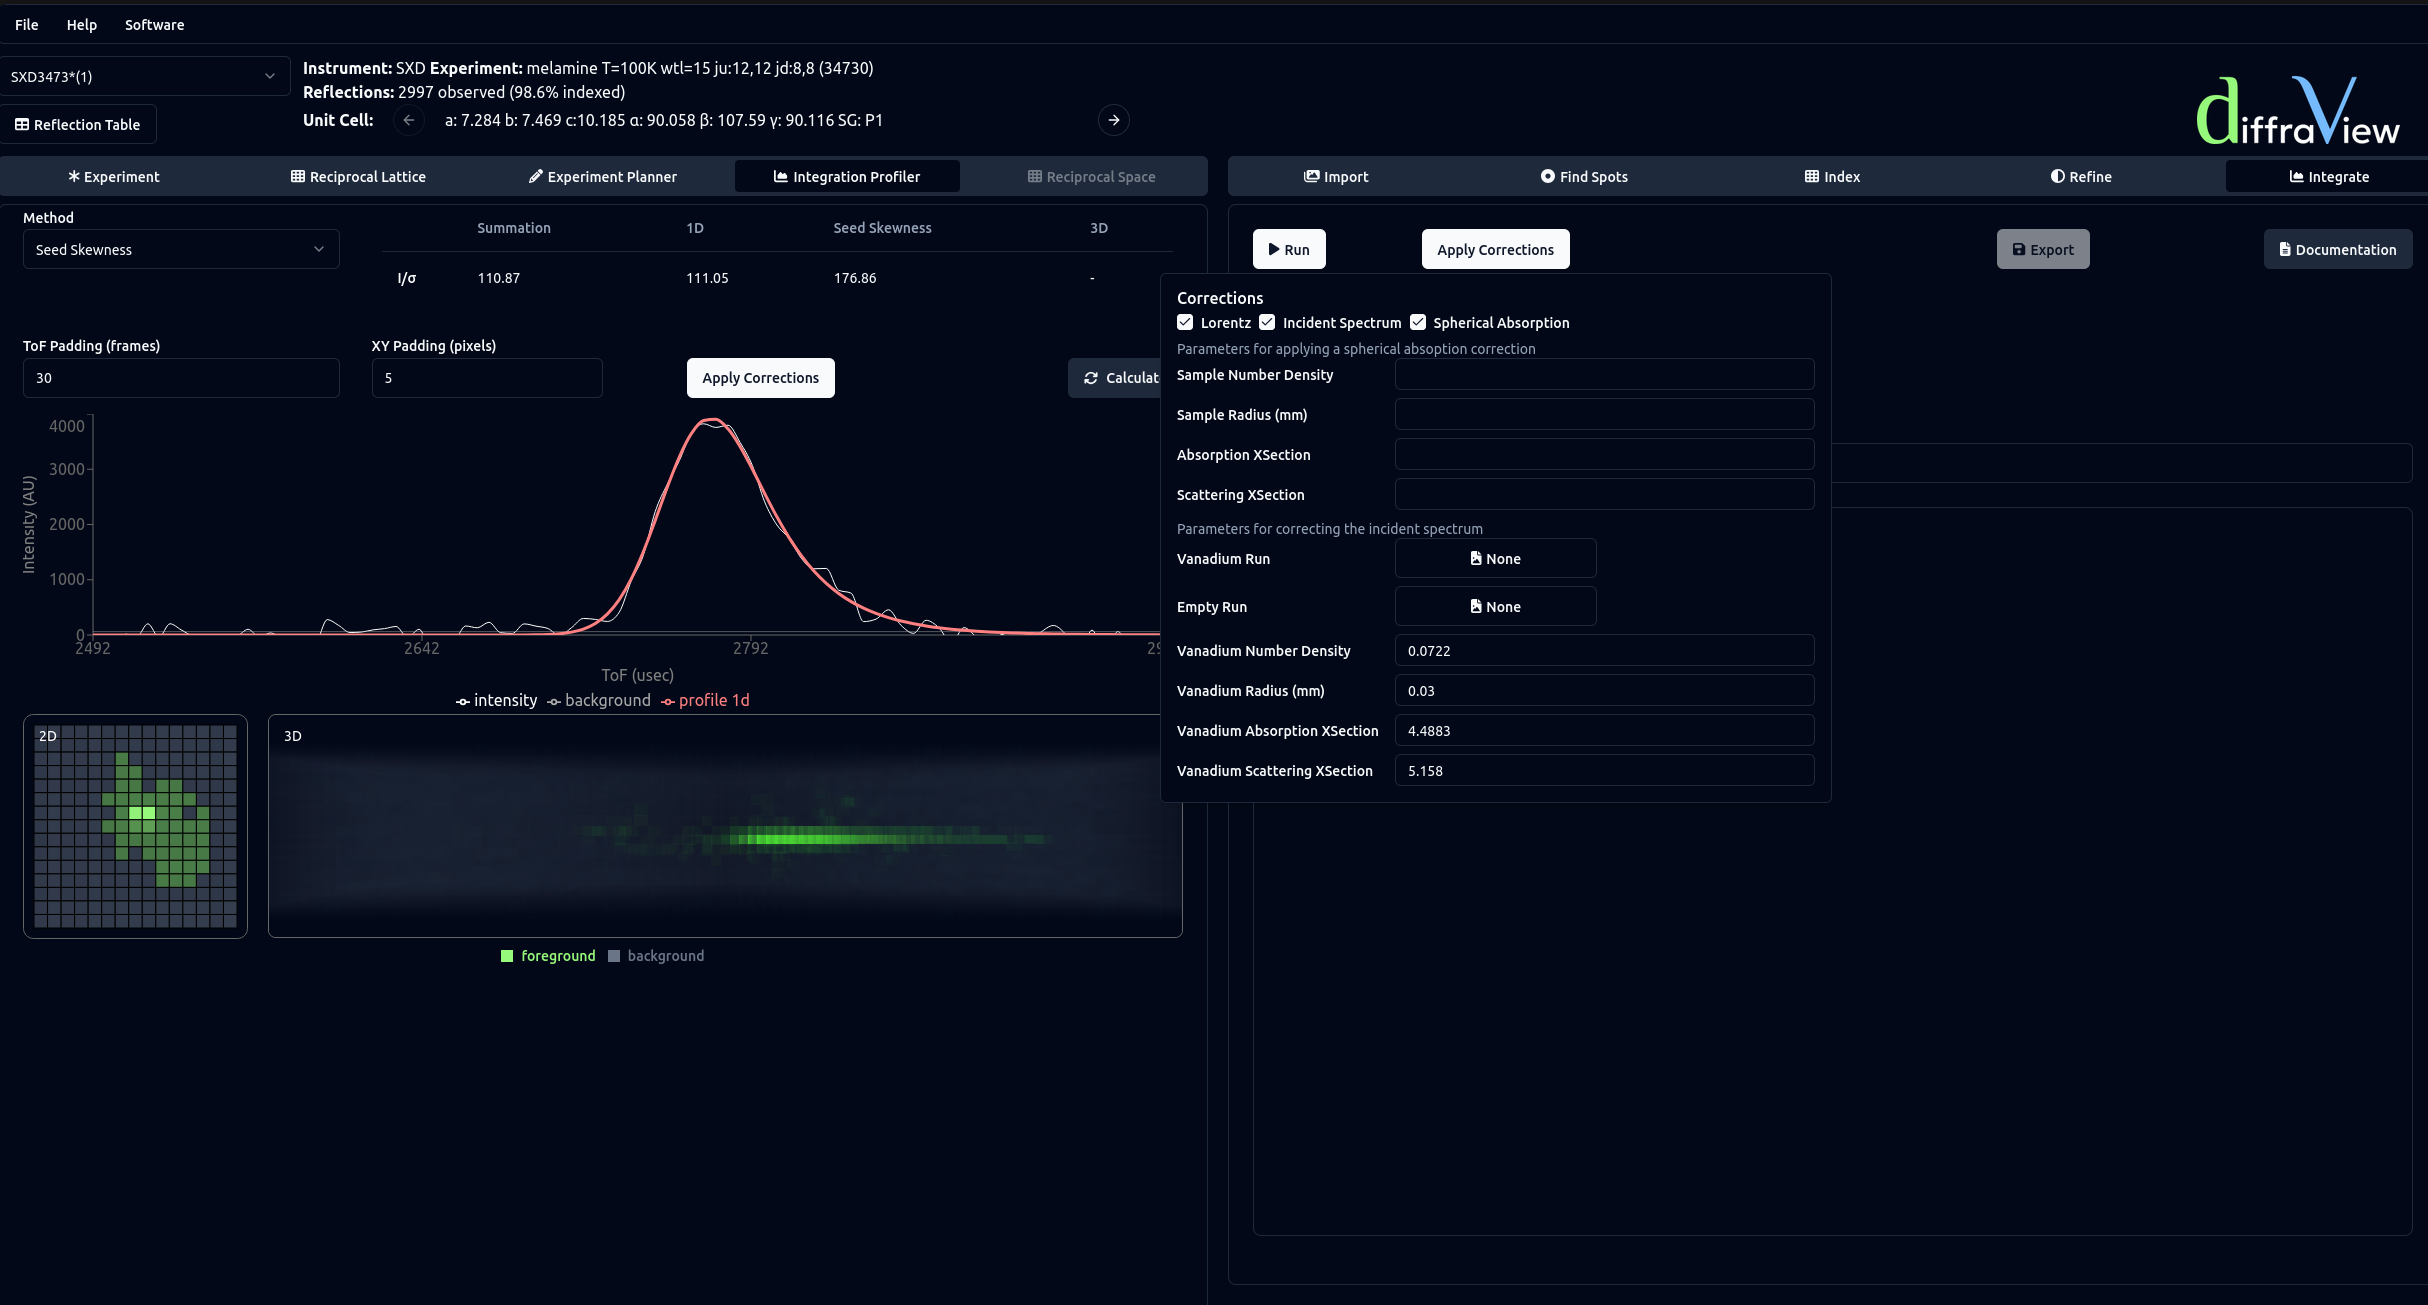 File Help Software
SXD3473*(1)
Instrument: SXD Experiment: melamine T=100K wtl=15 ju:12,12 jd:8,8 (34730)
Reflections: 2997 observed (98.6% indexed)
Reflection Table
Unit Cell: a: 7.284 b: 7.469 c:10.185 α: 90.058 β: 107.59 γ: 90.116 SG: P1
diffraView
Experiment Reciprocal Lattice Experiment Planner Integration Profiler Reciprocal Space
Import Find Spots Index Refine Integrate
Method
Seed Skewness
Summation 1D Seed Skewness 3D
I/σ 110.87 111.05 176.86 -
ToF Padding (frames) XY Padding (pixels)
30 5 Apply Corrections Calculat
4000
3000
2000
1000
0
Intensity (AU)
2492 2642 2792 29
ToF (usec)
intensity background profile 1d
2D
3D
foreground background
Run Apply Corrections Export Documentation
Corrections
Lorentz Incident Spectrum Spherical Absorption
Parameters for applying a spherical absoption correction
Sample Number Density
Sample Radius (mm)
Absorption XSection
Scattering XSection
Parameters for correcting the incident spectrum
Vanadium Run None
Empty Run None
Vanadium Number Density 0.0722
Vanadium Radius (mm) 0.03
Vanadium Absorption XSection 4.4883
Vanadium Scattering XSection 5.158